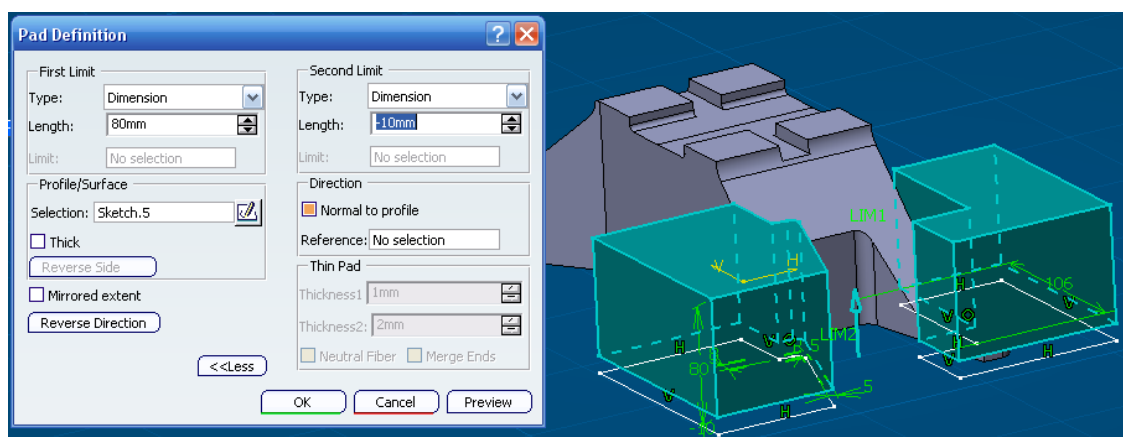 Pad Definition
First Limit
Type: Dimension
Length: 80mm
Limit: No selection
Profile/Surface
Selection: Sketch.5
Thick
Reverse Side
Mirrored extent
Reverse Direction
<<Less
Second Limit
Type: Dimension
Length: -10mm
Limit: No selection
Direction
Normal to profile
Reference: No selection
Thin Pad
Thickness1 1mm
Thickness2: 2mm
Neutral Fiber Merge Ends
OK Cancel Preview
LIM1
V H
106
H
V
V
H
H
LIM2
V
5
H
80
5
V
H
-10